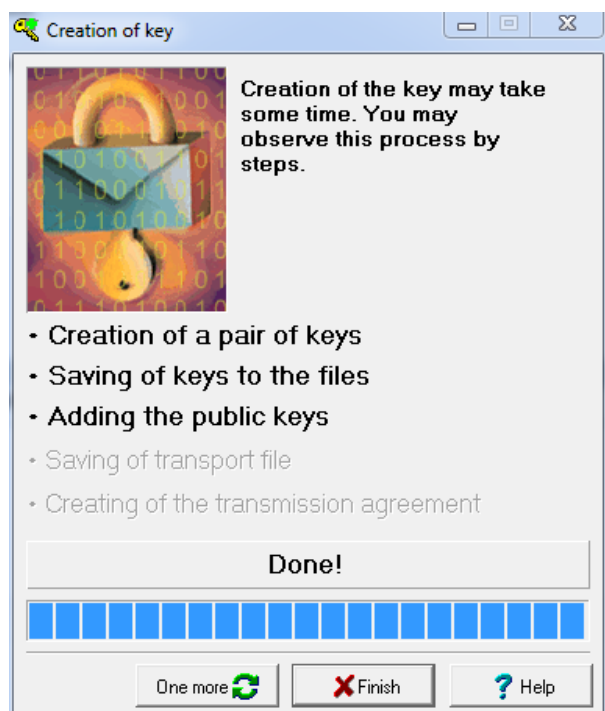 Creation of key
Creation of the key may take
some time. You may
observe this process by
steps.
• Creation of a pair of keys
• Saving of keys to the files
• Adding the public keys
• Saving of transport file
• Creating of the transmission agreement
Done!
One more
Finish
? Help